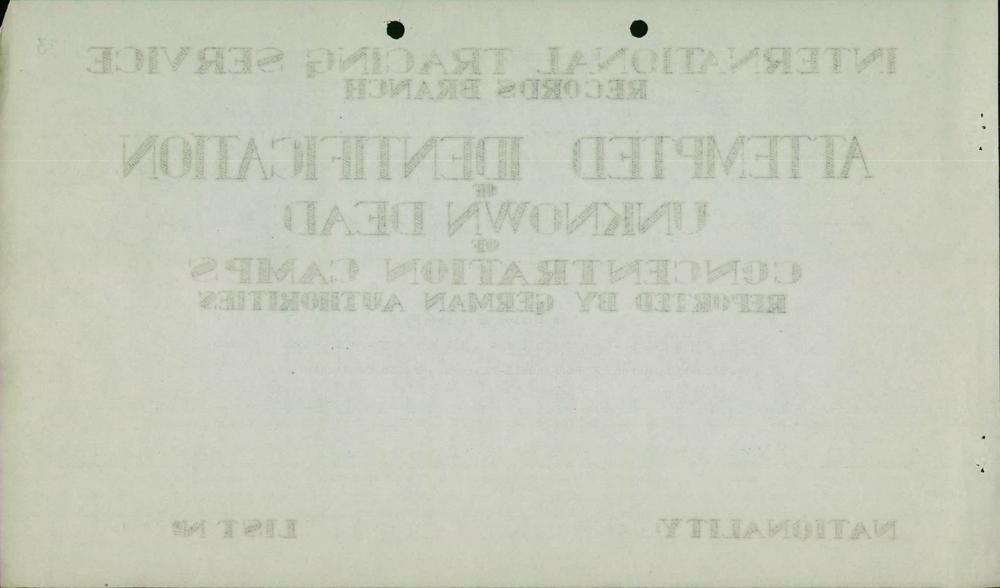 INTERNATIONAL TRACING SERVICE
RECORDS BRANCH
ATTEMPTED IDENTIFICATION
OF
UNKNOWN DEAD
OF
CONCENTRATION CAMPS
REPORTED BY GERMAN AUTHORITIES
NATIONALITY: LIST Nº